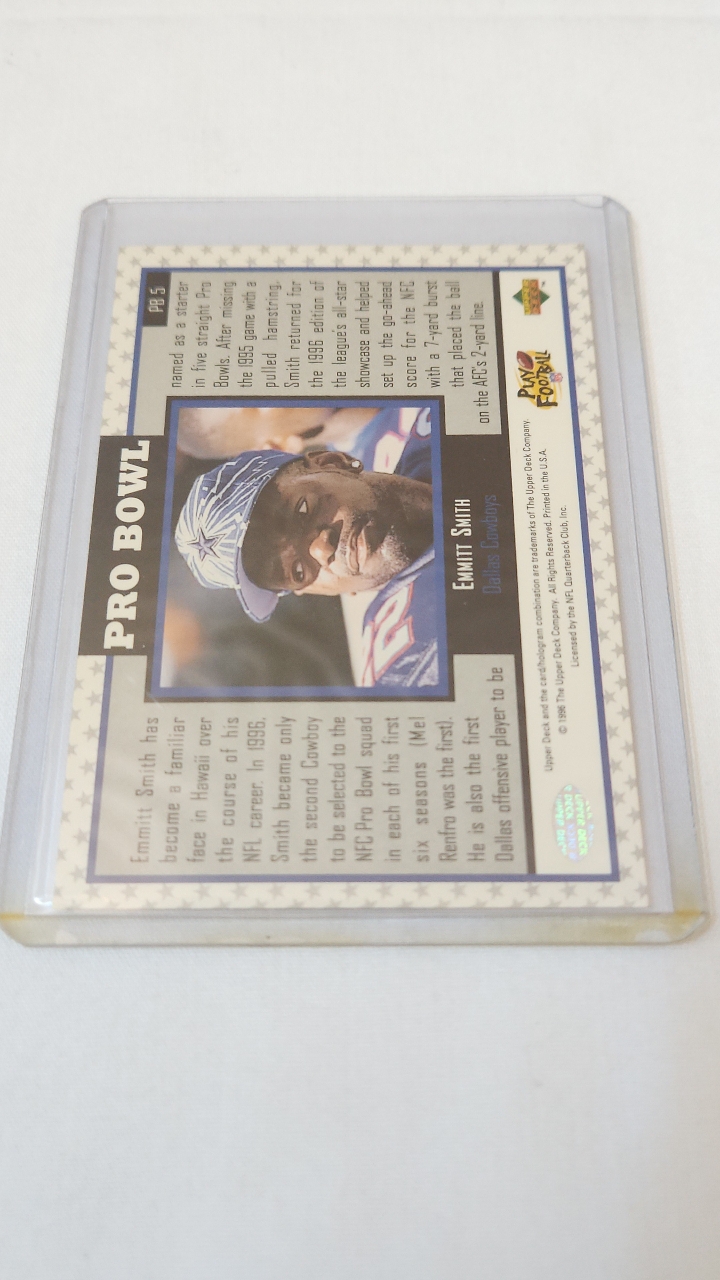 PRO BOWL
PB 5
Emmitt Smith has
become a familiar
face in Hawaii over
the course of his
NFL career. In 1996,
Smith became only
the second Cowboy
to be selected to the
NFC Pro Bowl squad
in each of his first
six seasons (Mel
Renfro was the first).
He is also the first
Dallas offensive player to be
named as a starter
in five straight Pro
Bowls. After missing
the 1995 game with a
pulled hamstring,
Smith returned for
the 1996 edition of
the league's all-star
showcase and helped
set up the go-ahead
score for the NFC
with a 7-yard burst
that placed the ball
on the AFC's 2-yard line.
EMMITT SMITH
Dallas Cowboys
Upper Deck and the card/hologram combination are trademarks of The Upper Deck Company.
© 1996 The Upper Deck Company. All Rights Reserved. Printed in the U.S.A.
Licensed by the NFL Quarterback Club, Inc.
PLAY
FOOTBALL
UPPER
DECK
UPPER DECK